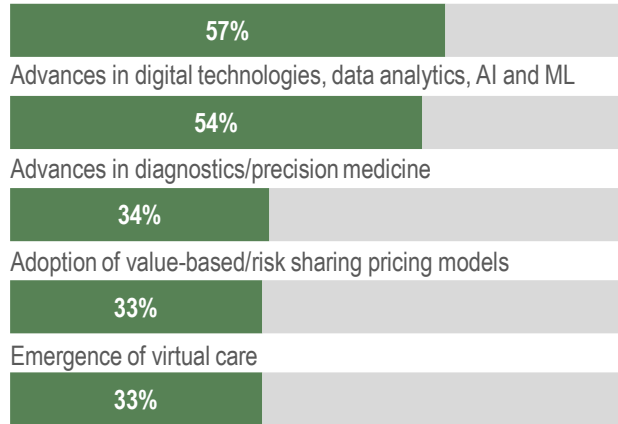 57%
Advances in digital technologies, data analytics, AI and ML
54%
Advances in diagnostics/precision medicine
34%
Adoption of value-based/risk sharing pricing models
33%
Emergence of virtual care
33%